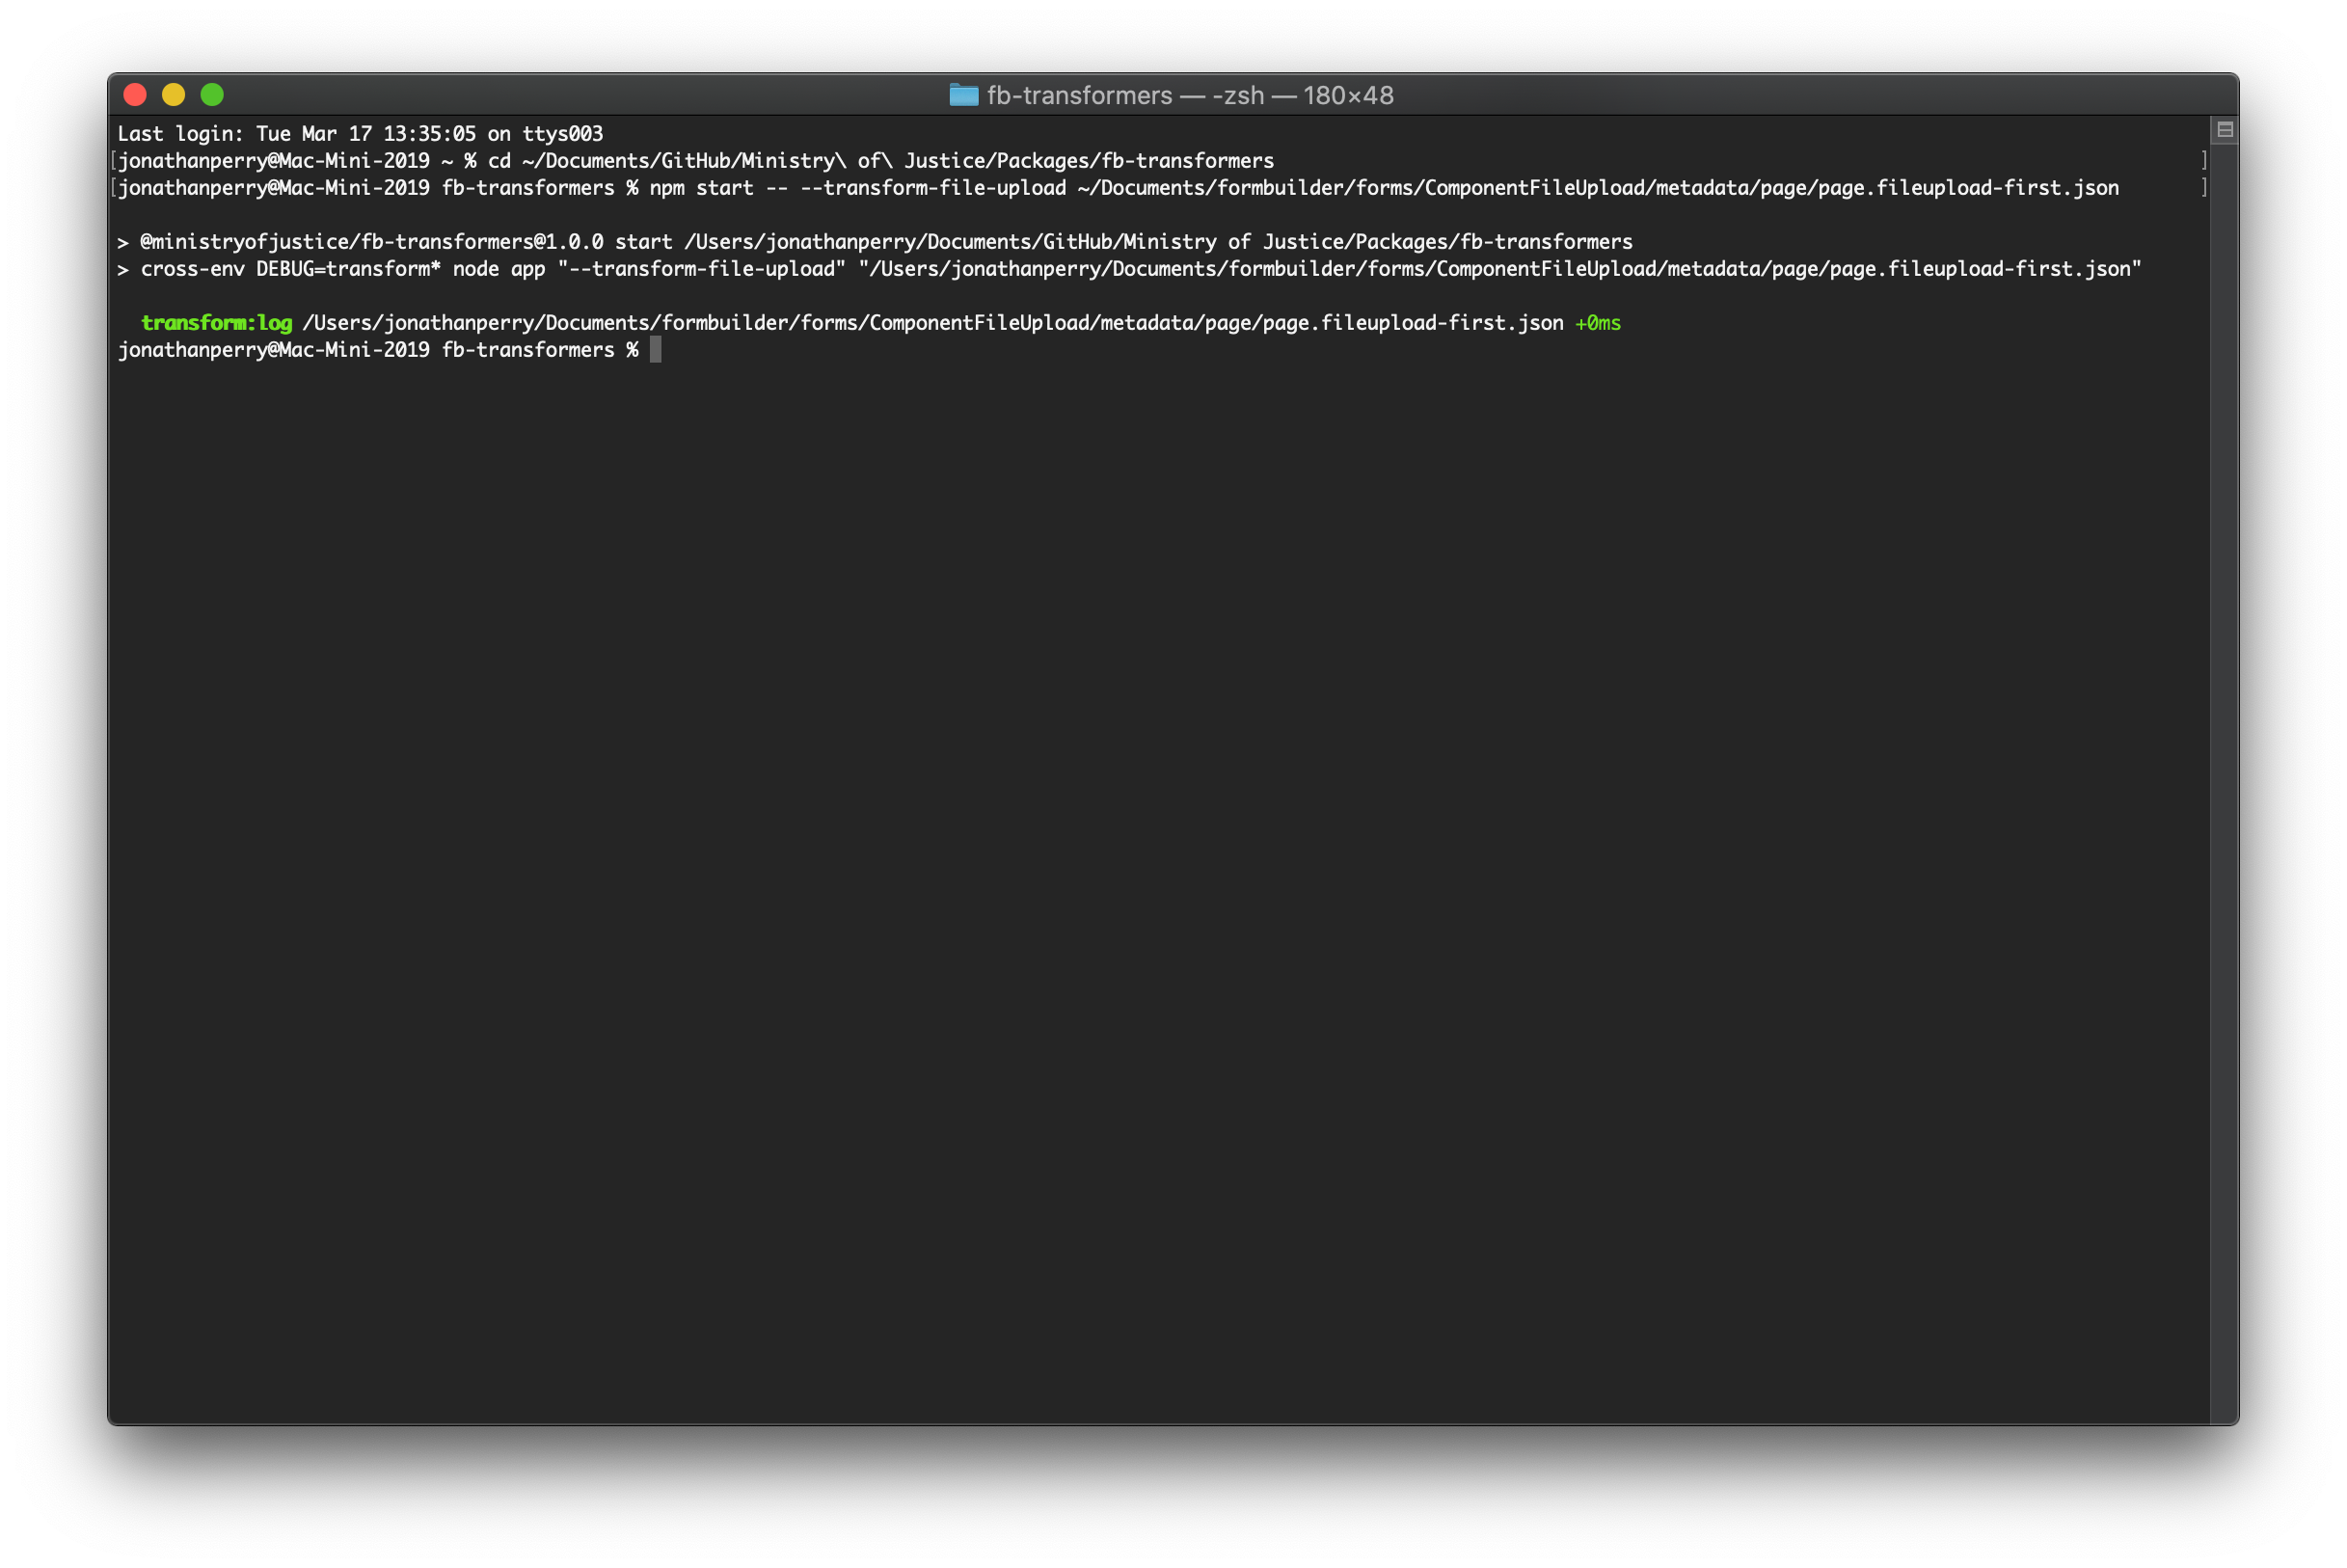 fb-transformers — -zsh — 180×48
Last login: Tue Mar 17 13:35:05 on ttys003
[jonathanperry@Mac-Mini-2019 ~ % cd ~/Documents/GitHub/Ministry\ of\ Justice/Packages/fb-transformers ]
[jonathanperry@Mac-Mini-2019 fb-transformers % npm start -- --transform-file-upload ~/Documents/formbuilder/forms/ComponentFileUpload/metadata/page/page.fileupload-first.json ]
> @ministryofjustice/fb-transformers@1.0.0 start /Users/jonathanperry/Documents/GitHub/Ministry of Justice/Packages/fb-transformers
> cross-env DEBUG=transform* node app "--transform-file-upload" "/Users/jonathanperry/Documents/formbuilder/forms/ComponentFileUpload/metadata/page/page.fileupload-first.json"
transform:log /Users/jonathanperry/Documents/formbuilder/forms/ComponentFileUpload/metadata/page/page.fileupload-first.json +0ms
jonathanperry@Mac-Mini-2019 fb-transformers %